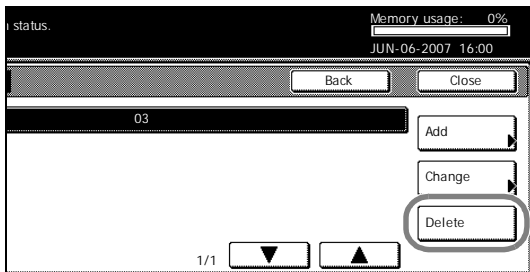 status.
Memory usage: 0%
JUN-06-2007 16:00
Back Close
03
Add
Change
Delete
1/1